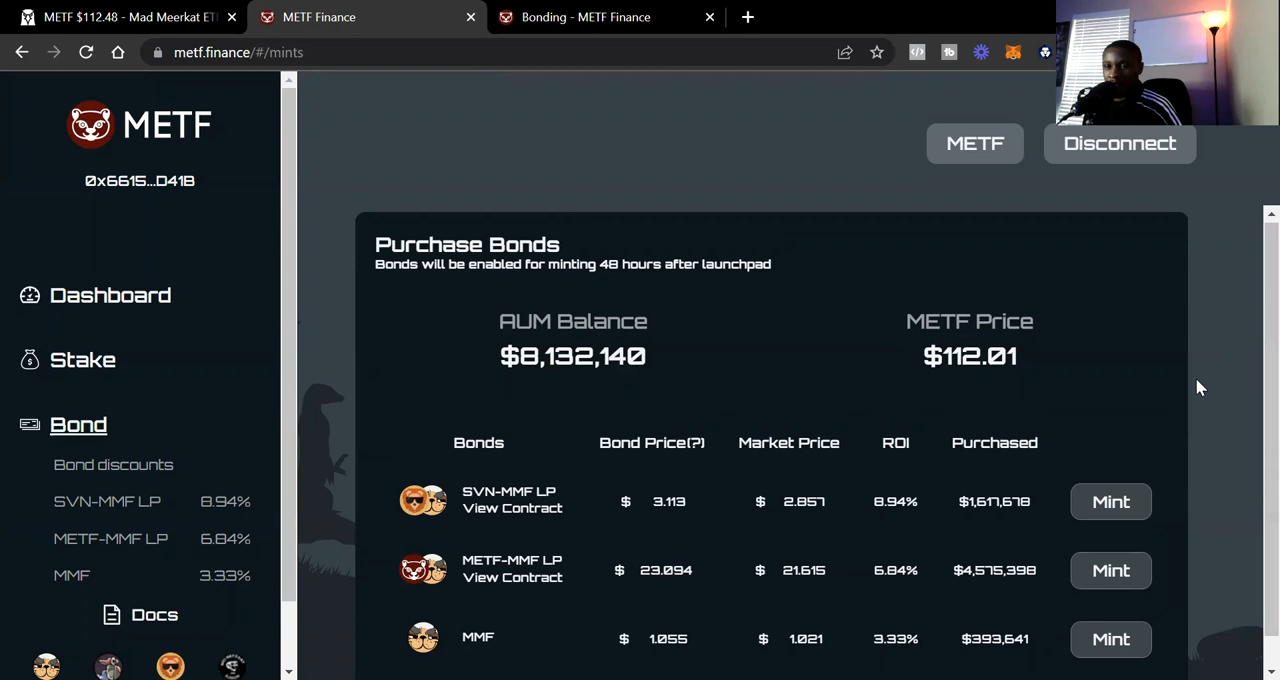 METF $112.48 - Mad Meerkat ET
METF Finance
Bonding - METF Finance
metf.finance/#/mints
METF
0x6615...D41B
METF
Disconnect
Dashboard
Stake
Bond
Bond discounts
SVN-MMF LP 8.94%
METF-MMF LP 6.84%
MMF 3.33%
Docs
Purchase Bonds
Bonds will be enabled for minting 48 hours after launchpad
AUM Balance METF Price
$8,132,140 $112.01
Bonds Bond Price(?) Market Price ROI Purchased
SVN-MMF LP
View Contract $ 3.113 $ 2.857 8.94% $1,617,678 Mint
METF-MMF LP
View Contract $ 23.094 $ 21.615 6.84% $4,575,398 Mint
MMF $ 1.055 $ 1.021 3.33% $393,641 Mint